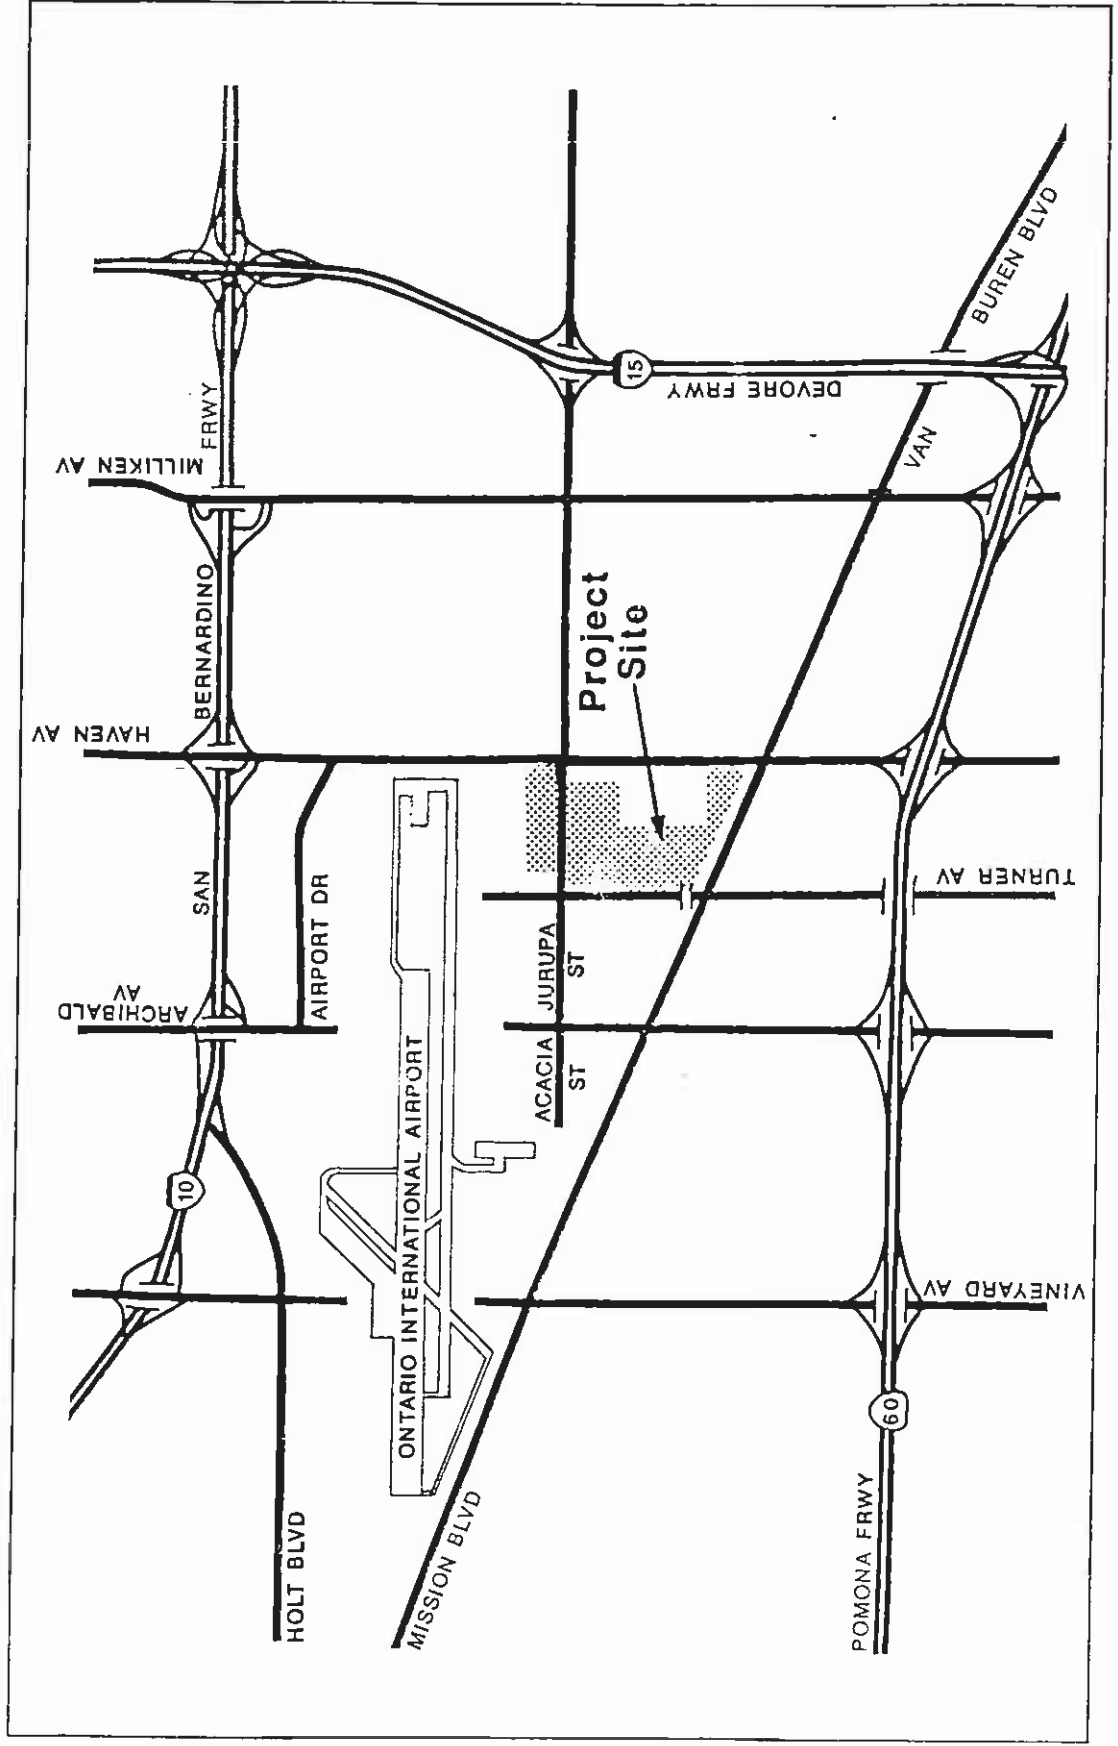 MILLIKEN AV
HAVEN AV
ARCHIBALD
AV
10
SAN
BERNARDINO
FRWY
HOLT BLVD
AIRPORT DR
ONTARIO INTERNATIONAL AIRPORT
MISSION BLVD
ACACIA
ST
JURUPA
ST
Project
Site
15
DEVORE FRWY
VAN
BUREN BLVD
TURNER AV
VINEYARD AV
60
POMONA FRWY